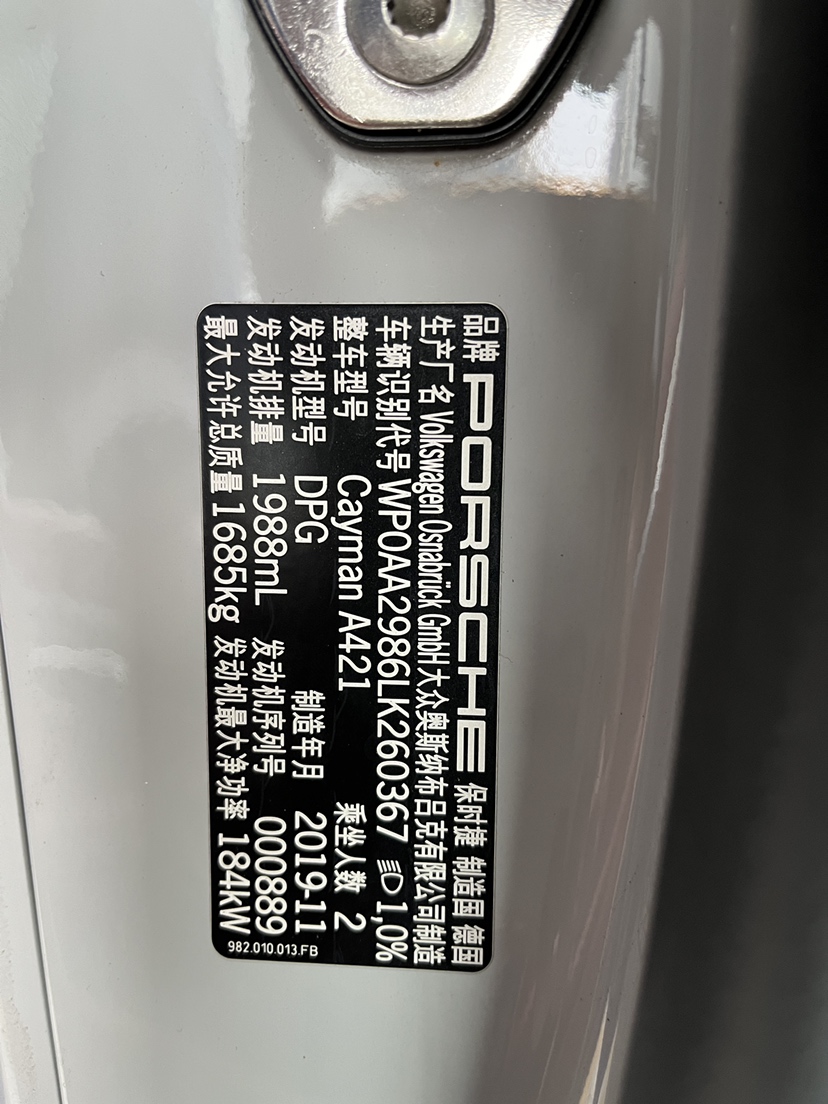 品牌 PORSCHE 保时捷 制造国 德国
生产厂名 Volkswagen Osnabrück GmbH大众奥斯纳布吕克有限公司制造
车辆识别代号 WP0AA2986LK260367 1,0%
整车型号 Cayman A421 乘坐人数 2
发动机型号 DPG 制造年月 2019-11
发动机排量 1988mL 发动机序列号 000889
最大允许总质量 1685kg 发动机最大净功率 184kW
982.010.013.FB